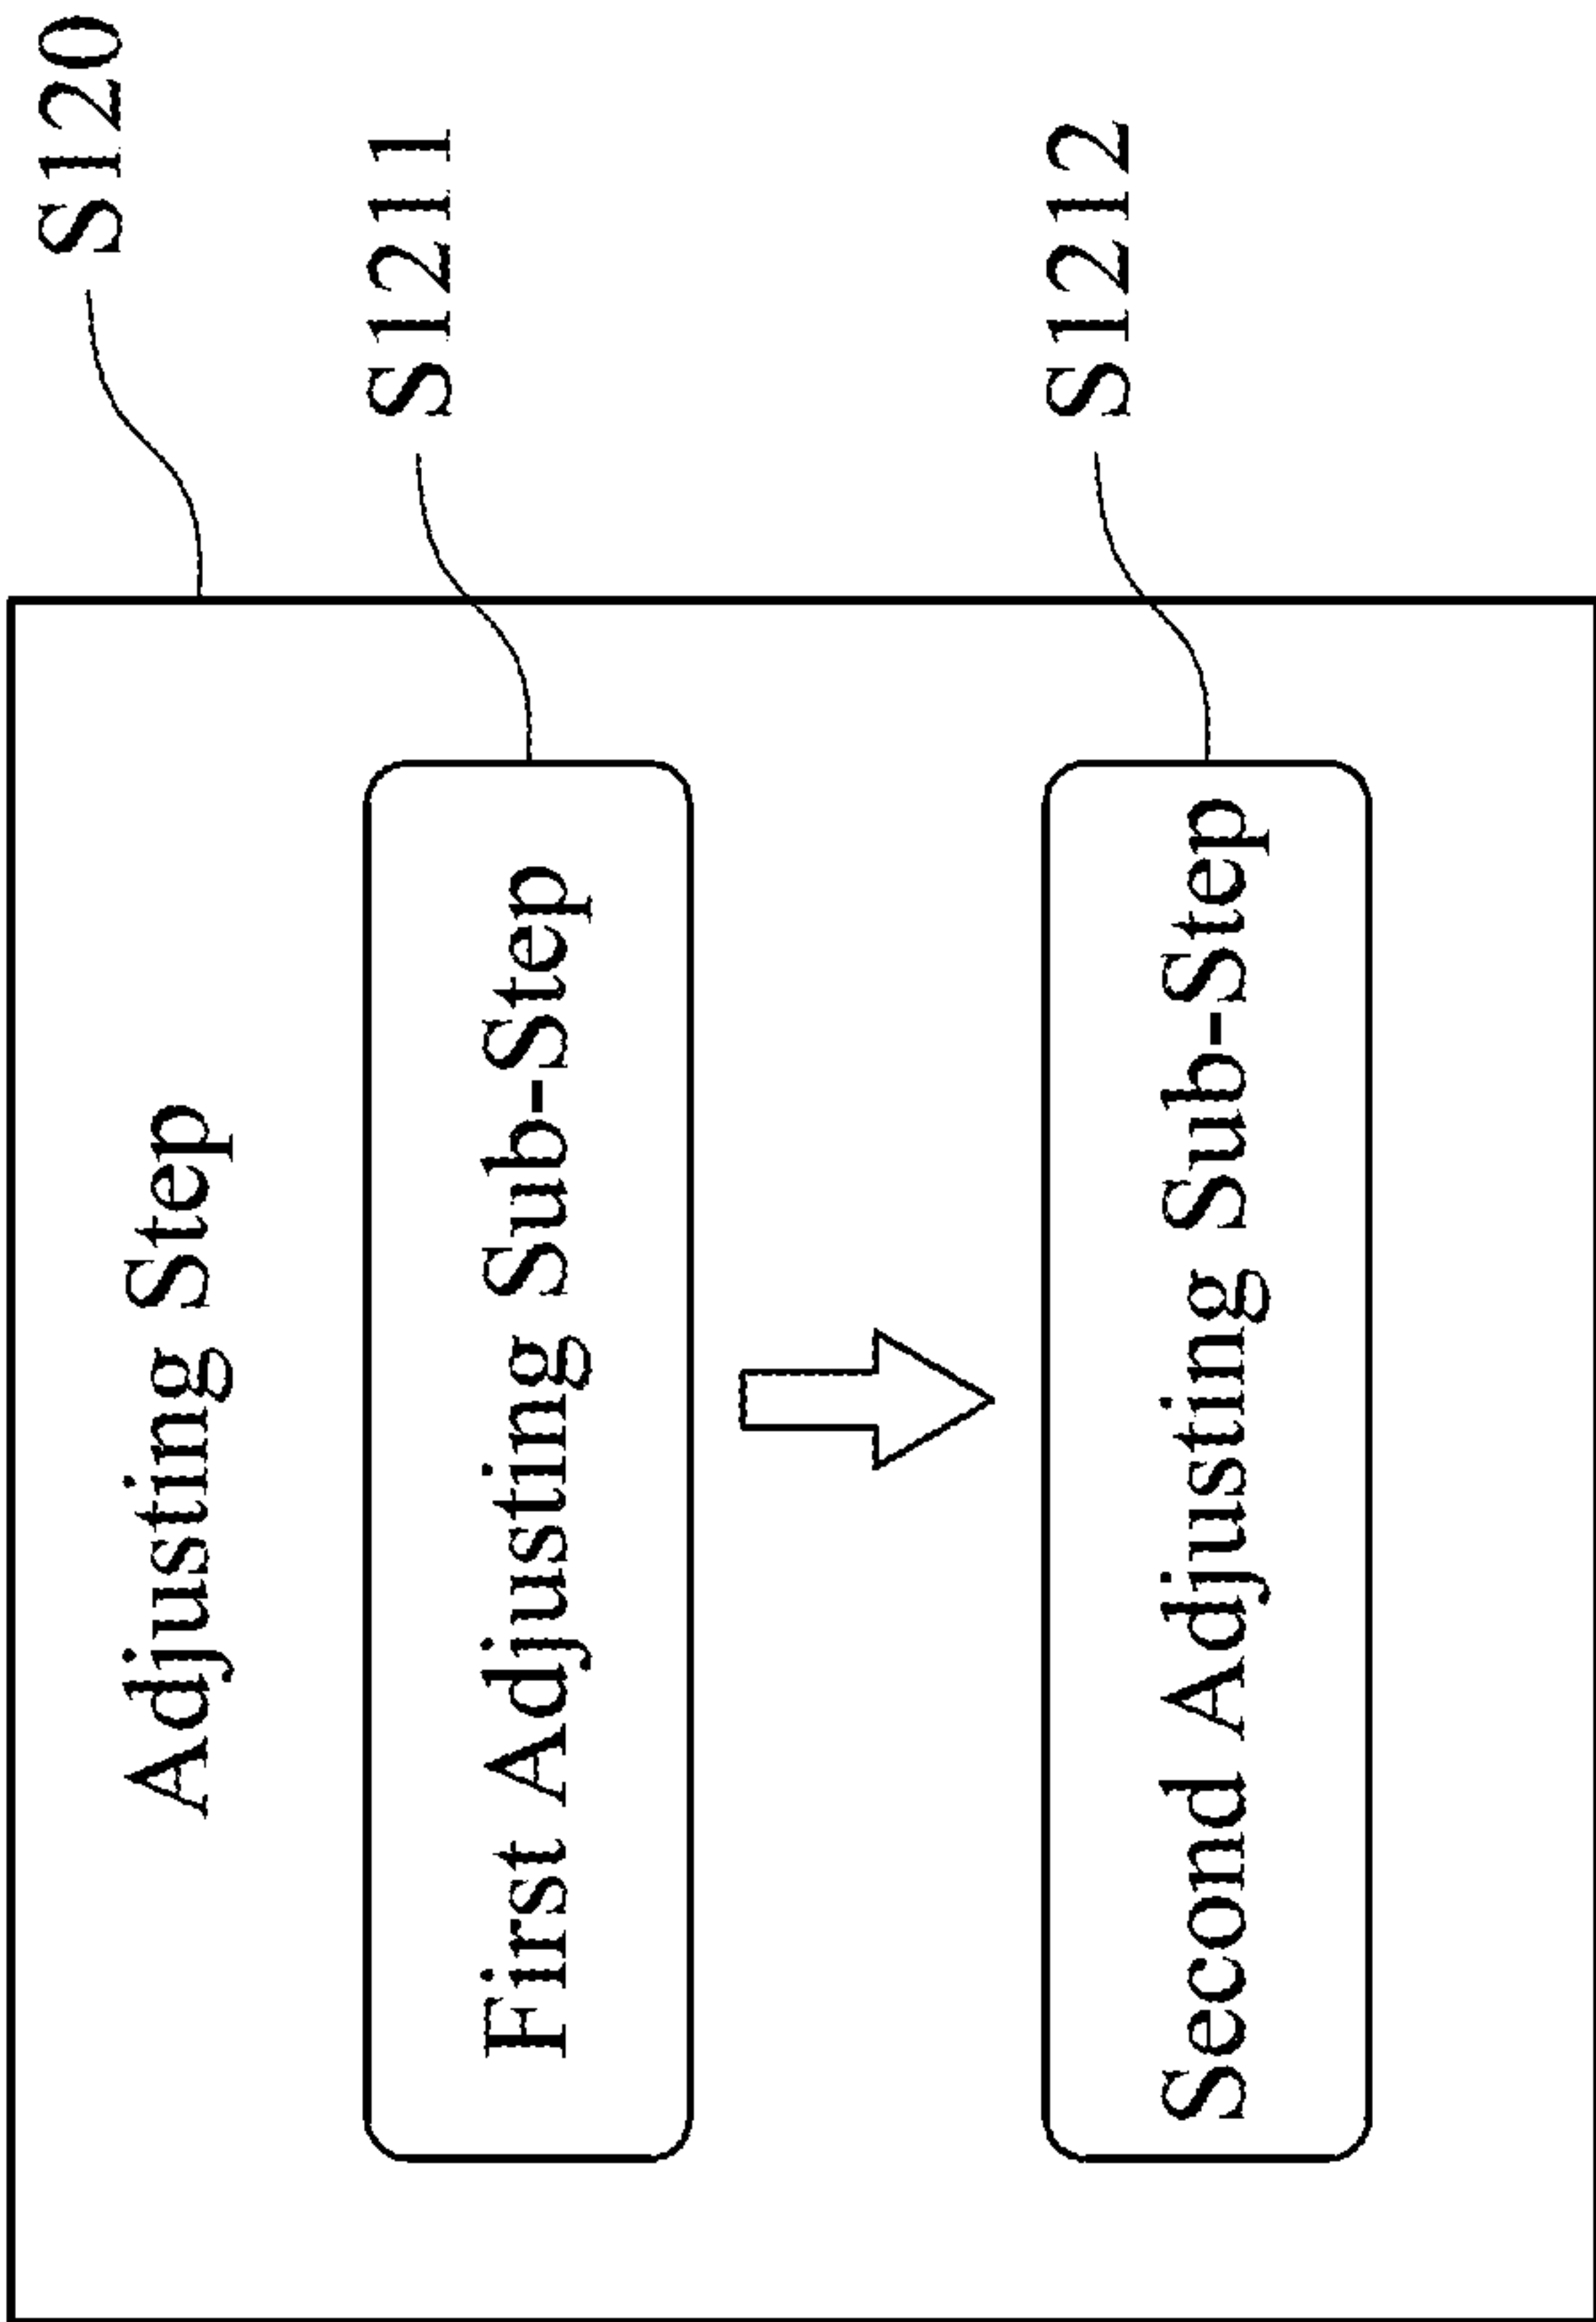 S120
Adjusting Step
S1211
First Adjusting Sub-Step
S1212
Second Adjusting Sub-Step